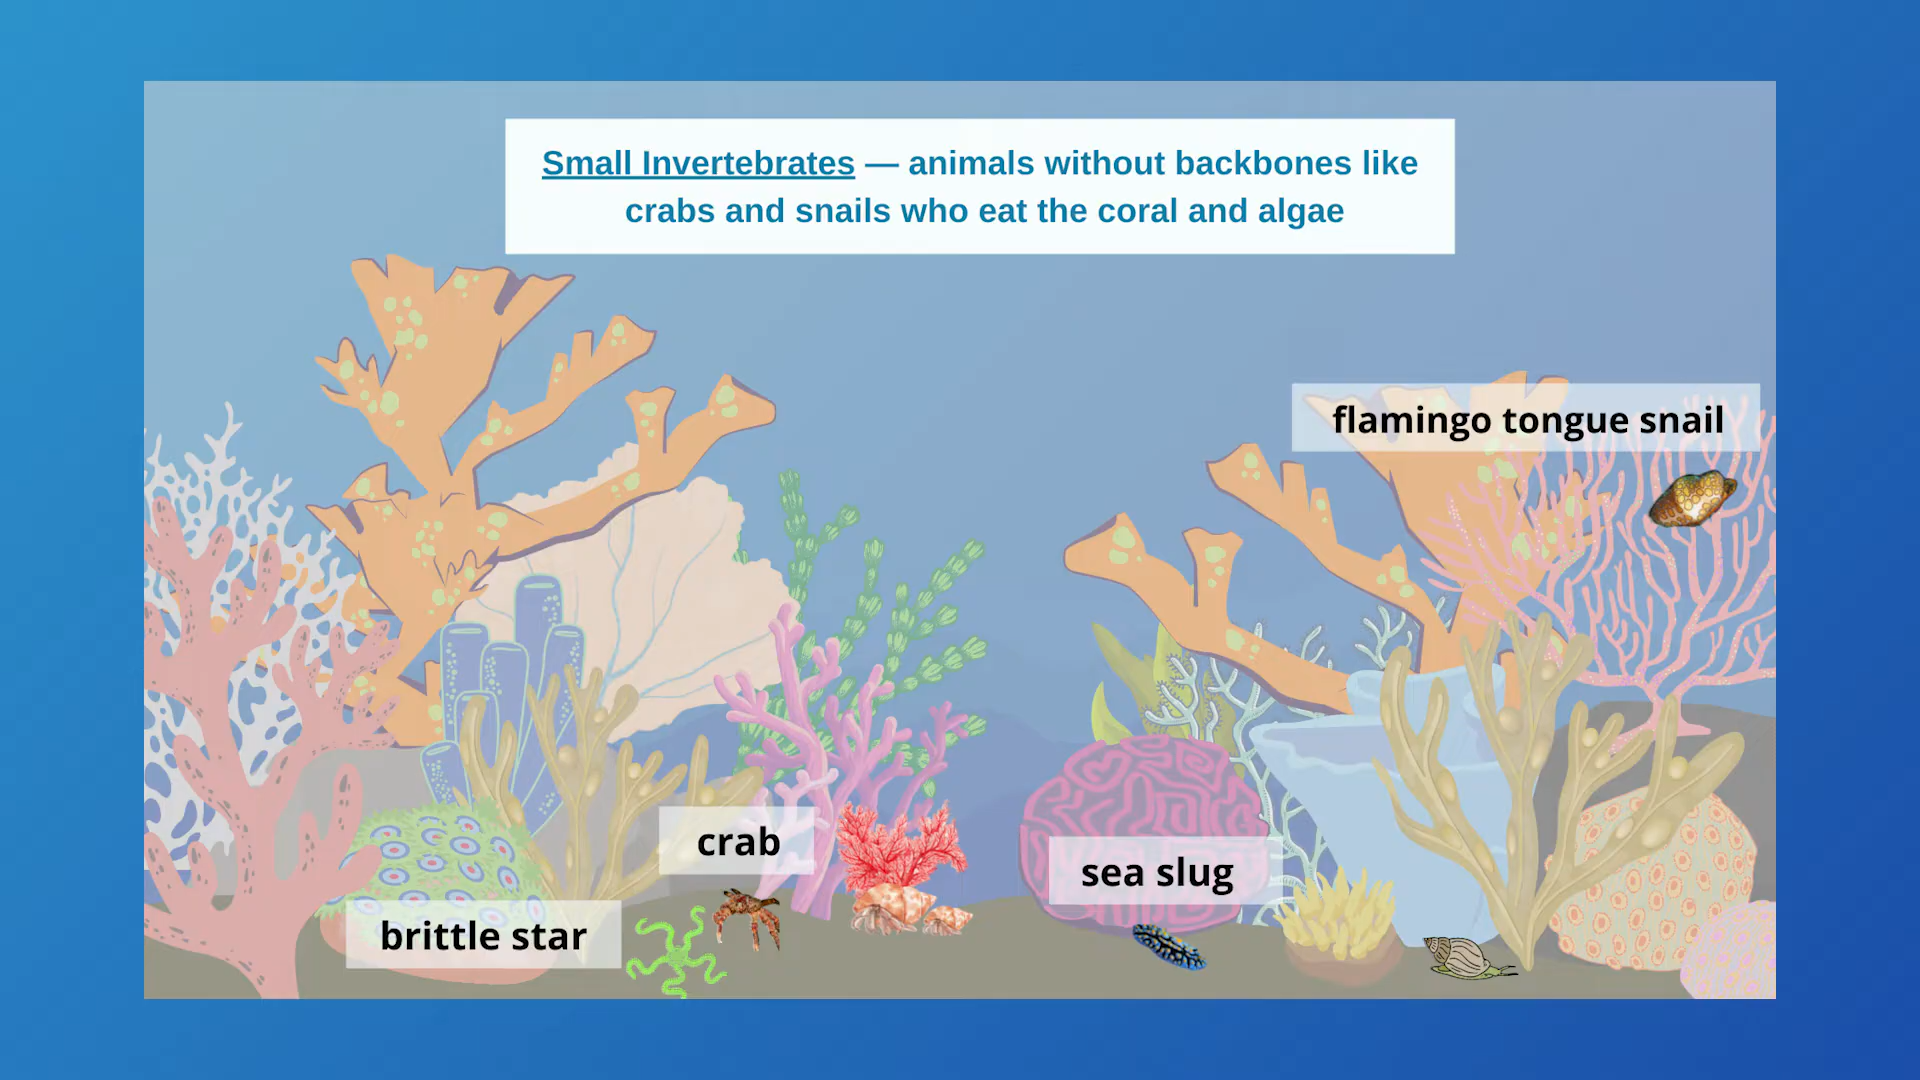 Small Invertebrates — animals without backbones like
crabs and snails who eat the coral and algae
flamingo tongue snail
crab
sea slug
brittle star